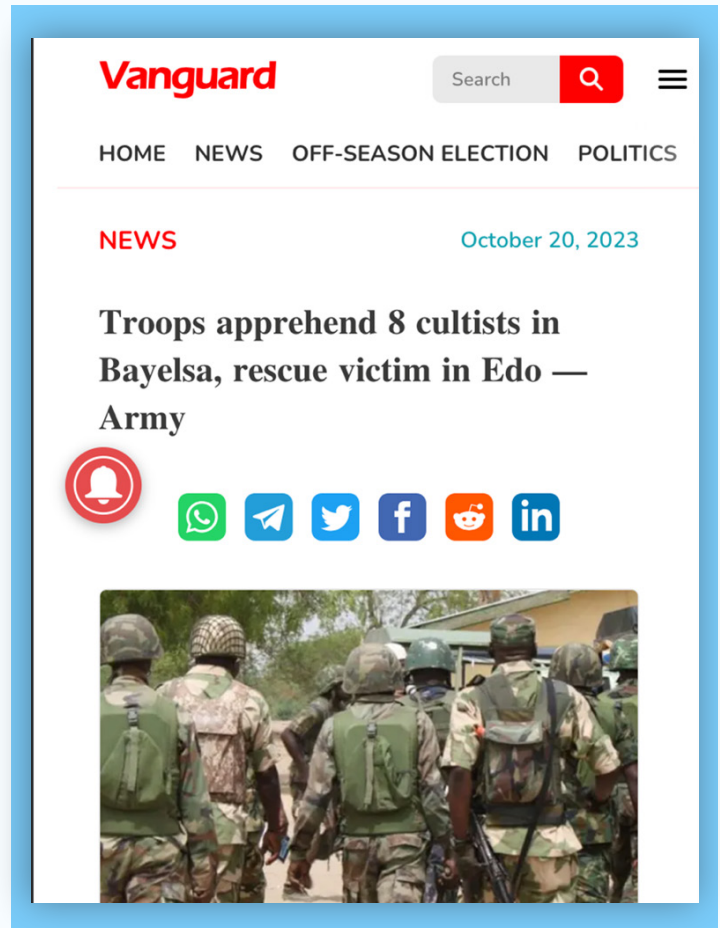 Vanguard
Search
HOME NEWS OFF-SEASON ELECTION POLITICS
NEWS
October 20, 2023
Troops apprehend 8 cultists in
Bayelsa, rescue victim in Edo —
Army
f
in